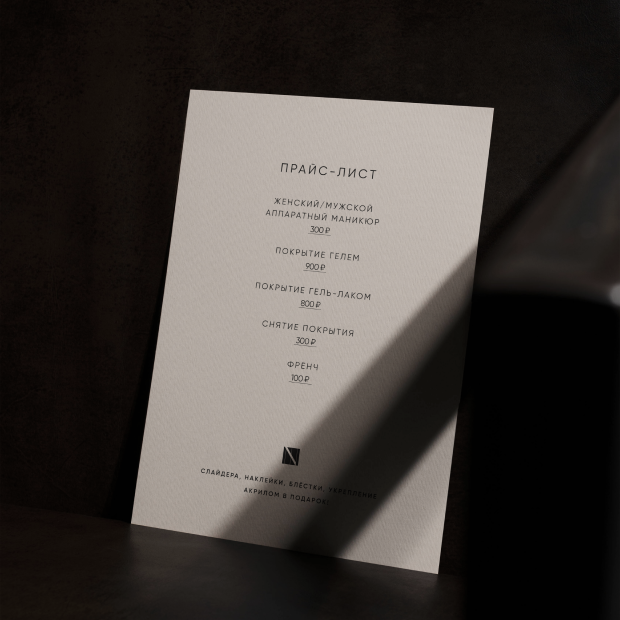 ПРАЙС-ЛИСТ
ЖЕНСКИЙ/МУЖСКОЙ
АППАРАТНЫЙ МАНИКЮР
300₽
ПОКРЫТИЕ ГЕЛЕМ
900₽
ПОКРЫТИЕ ГЕЛЬ-ЛАКОМ
800₽
СНЯТИЕ ПОКРЫТИЯ
300₽
ФРЕНЧ
100₽
СЛАЙДЕРА, НАКЛЕЙКИ, БЛЁСТКИ, УКРЕПЛЕНИЕ
АКРИЛОМ В ПОДАРОК